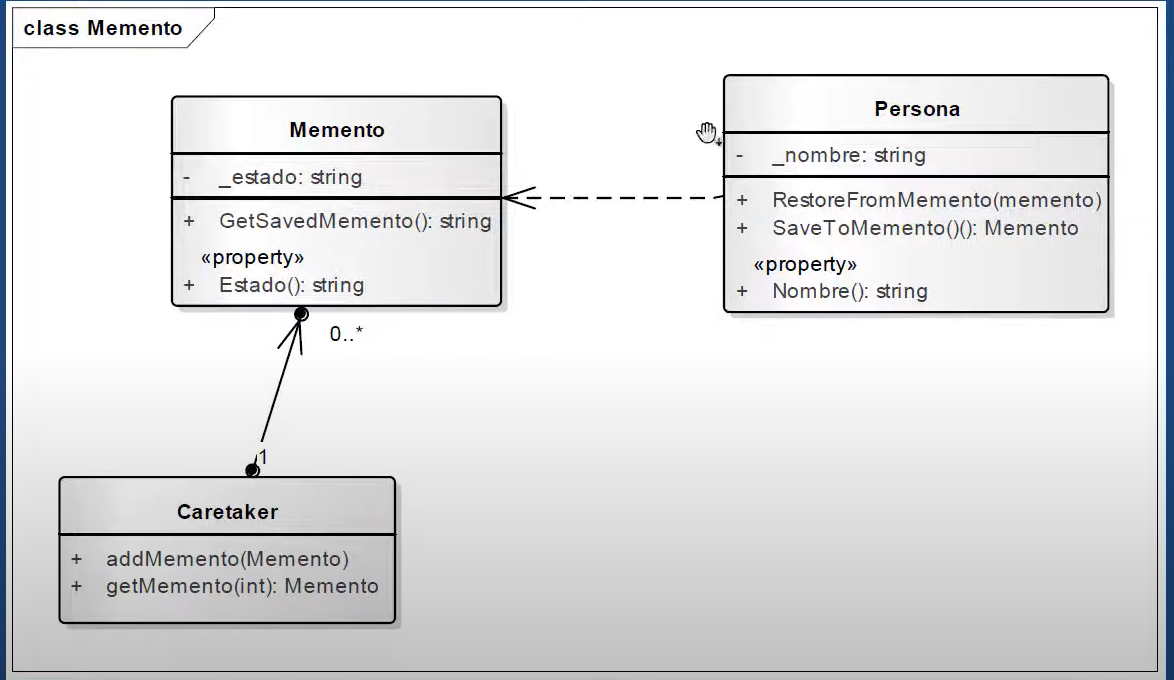 class Memento
Memento
- _estado: string
+ GetSavedMemento(): string
«property»
+ Estado(): string
0..*
Persona
- _nombre: string
+ RestoreFromMemento(memento)
+ SaveToMemento()(): Memento
«property»
+ Nombre(): string
1
Caretaker
+ addMemento(Memento)
+ getMemento(int): Memento